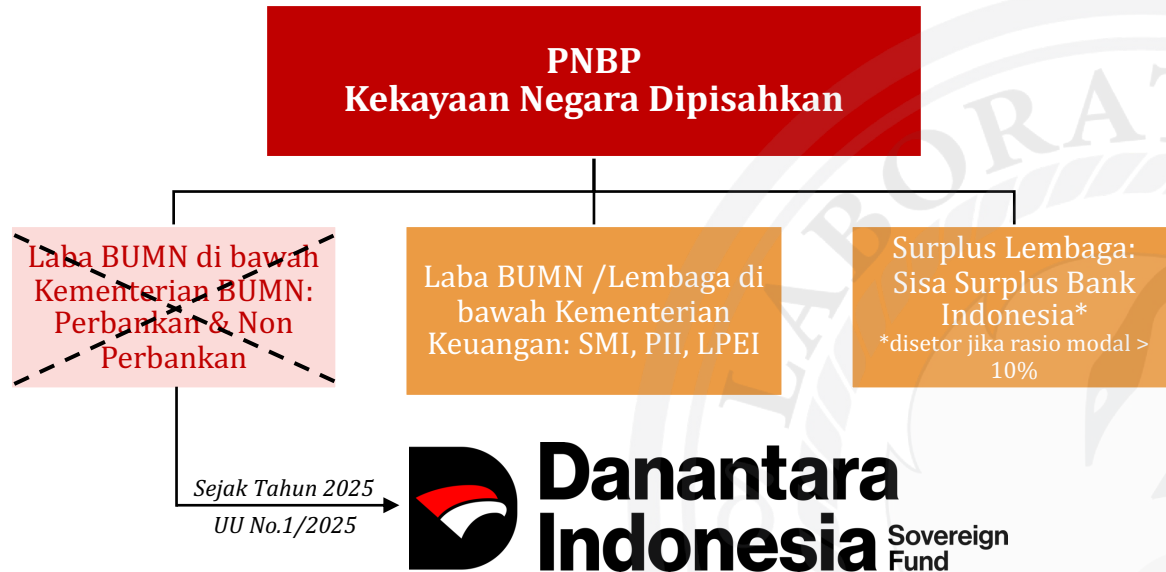 PNBP
Kekayaan Negara Dipisahkan
Laba BUMN di bawah
Kementerian BUMN:
Perbankan & Non
Perbankan
Laba BUMN /Lembaga di
bawah Kementerian
Keuangan: SMI, PII, LPEI
Surplus Lembaga:
Sisa Surplus Bank
Indonesia*
*disetor jika rasio modal >
10%
Sejak Tahun 2025
UU No.1/2025
Danantara
Indonesia
Sovereign
Fund
LABORAT